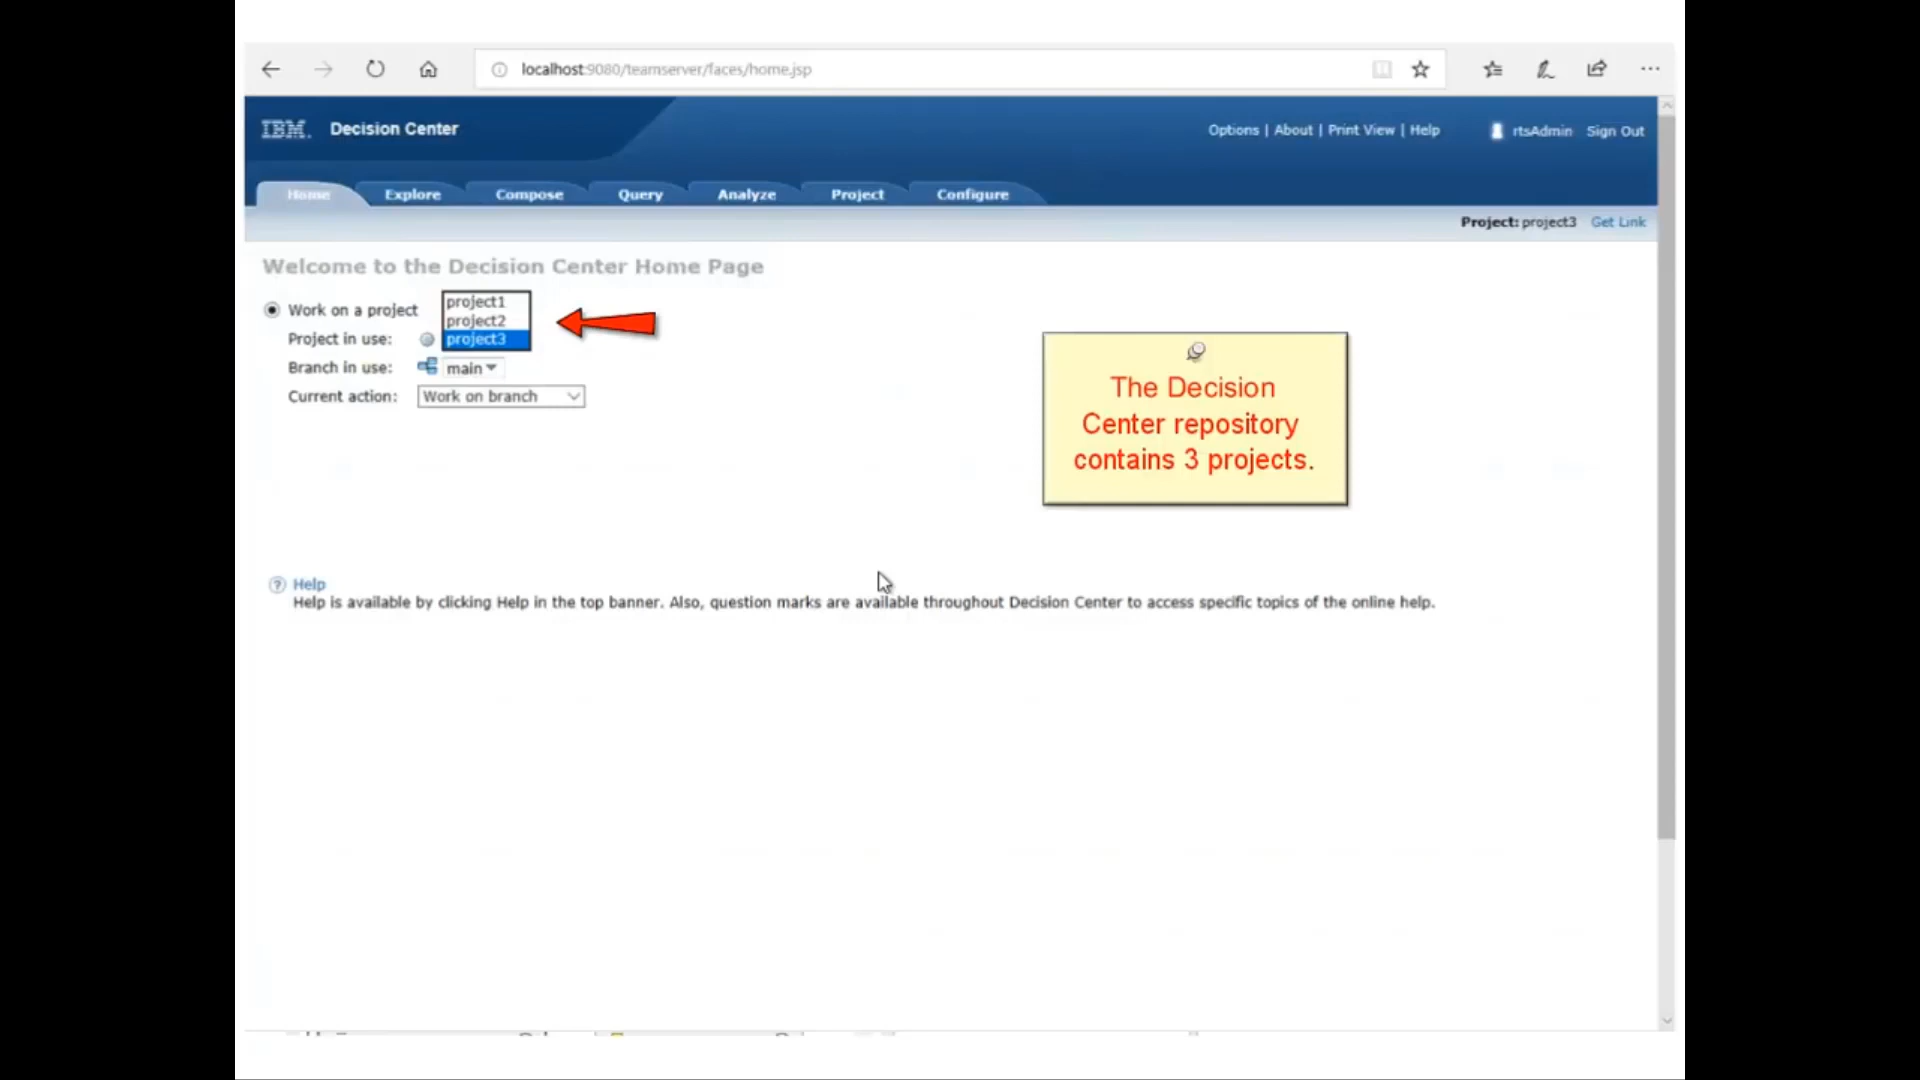 localhost:9080/teamserver/faces/home.jsp
IBM. Decision Center
Options | About | Print View | Help rtsAdmin Sign Out
Home Explore Compose Query Analyze Project Configure
Project: project3 Get Link
Welcome to the Decision Center Home Page
Work on a project
project1
project2
Project in use: project3
Branch in use: main
Current action: Work on branch
The Decision
Center repository
contains 3 projects.
? Help
Help is available by clicking Help in the top banner. Also, question marks are available throughout Decision Center to access specific topics of the online help.